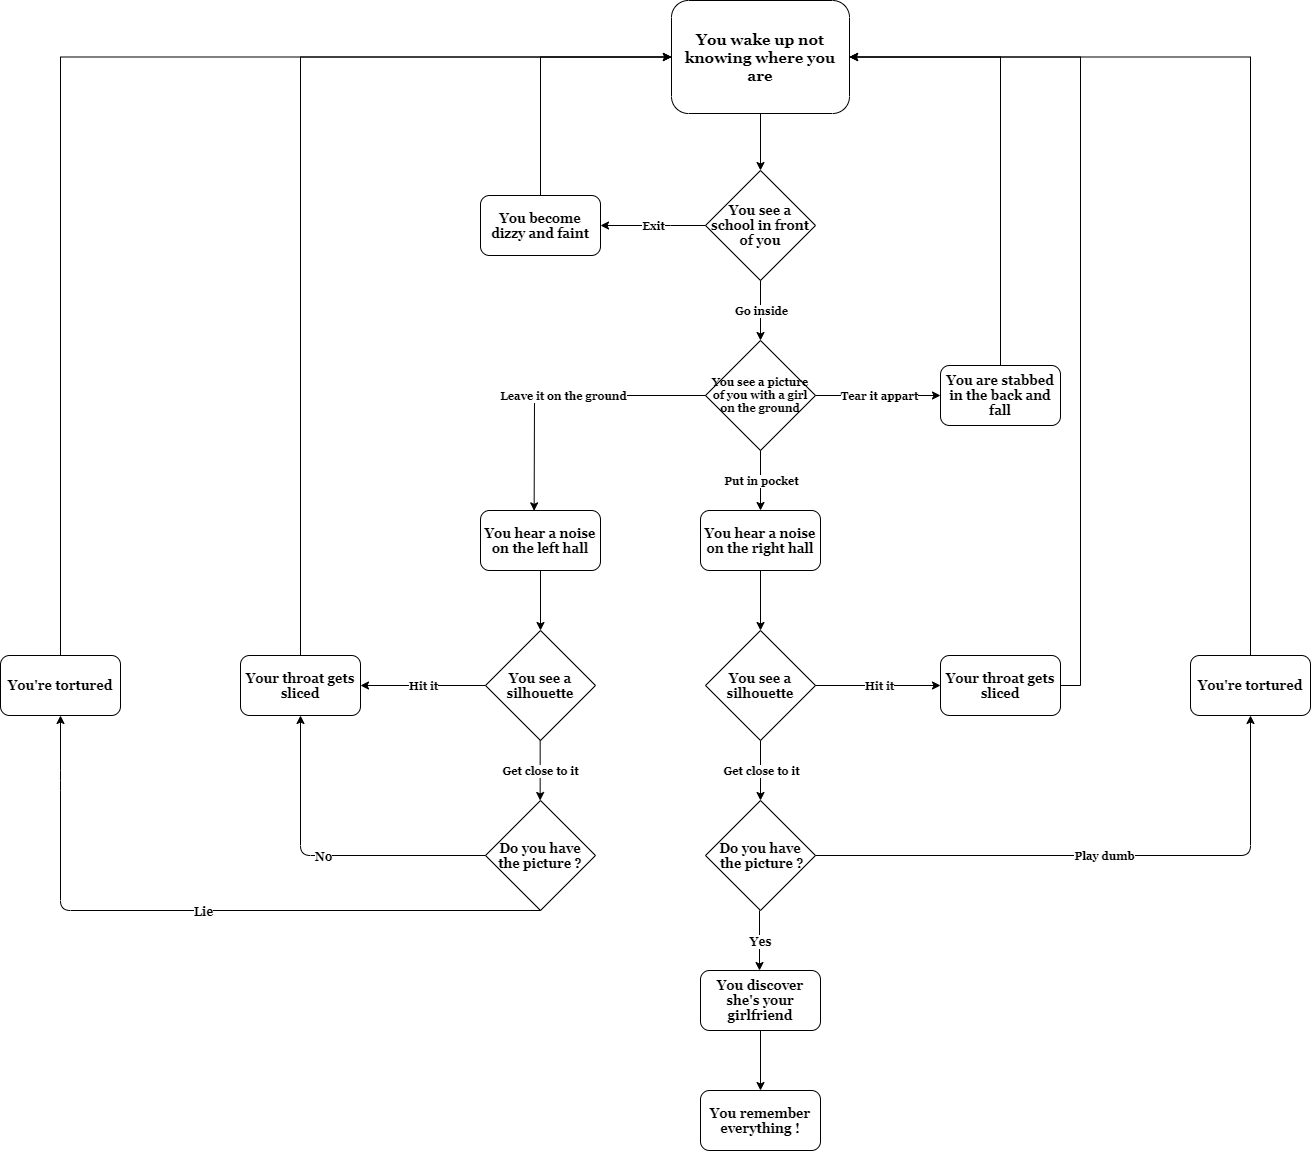 You wake up not
knowing where you
are
You become
dizzy and faint
Exit
You see a
school in front
of you
Go inside
Leave it on the ground
You see a picture
of you with a girl
on the ground
Tear it appart
You are stabbed
in the back and
fall
Put in pocket
You hear a noise
on the left hall
You hear a noise
on the right hall
You're tortured
Your throat gets
sliced
Hit it
You see a
silhouette
You see a
silhouette
Hit it
Your throat gets
sliced
You're tortured
Get close to it
Get close to it
No
Do you have
the picture ?
Do you have
the picture ?
Play dumb
Lie
Yes
You discover
she's your
girlfriend
You remember
everything !